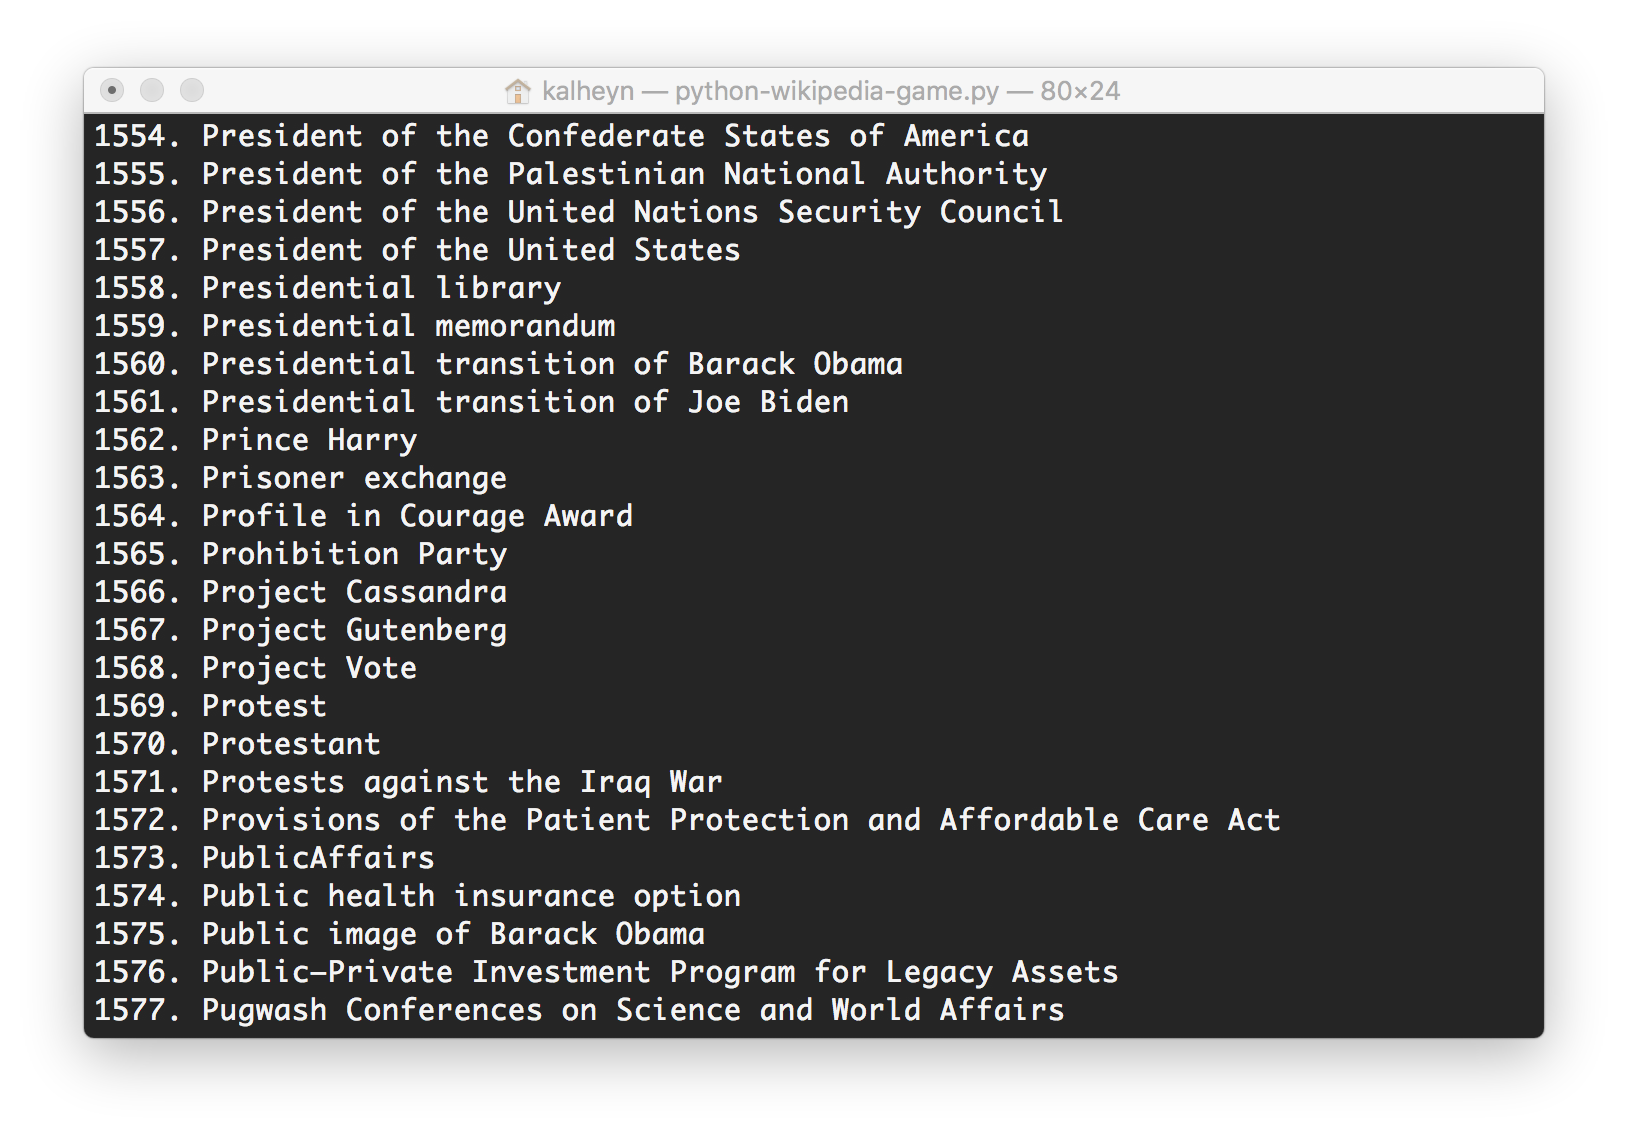 kalheyn — python-wikipedia-game.py — 80×24
1554. President of the Confederate States of America
1555. President of the Palestinian National Authority
1556. President of the United Nations Security Council
1557. President of the United States
1558. Presidential library
1559. Presidential memorandum
1560. Presidential transition of Barack Obama
1561. Presidential transition of Joe Biden
1562. Prince Harry
1563. Prisoner exchange
1564. Profile in Courage Award
1565. Prohibition Party
1566. Project Cassandra
1567. Project Gutenberg
1568. Project Vote
1569. Protest
1570. Protestant
1571. Protests against the Iraq War
1572. Provisions of the Patient Protection and Affordable Care Act
1573. PublicAffairs
1574. Public health insurance option
1575. Public image of Barack Obama
1576. Public–Private Investment Program for Legacy Assets
1577. Pugwash Conferences on Science and World Affairs